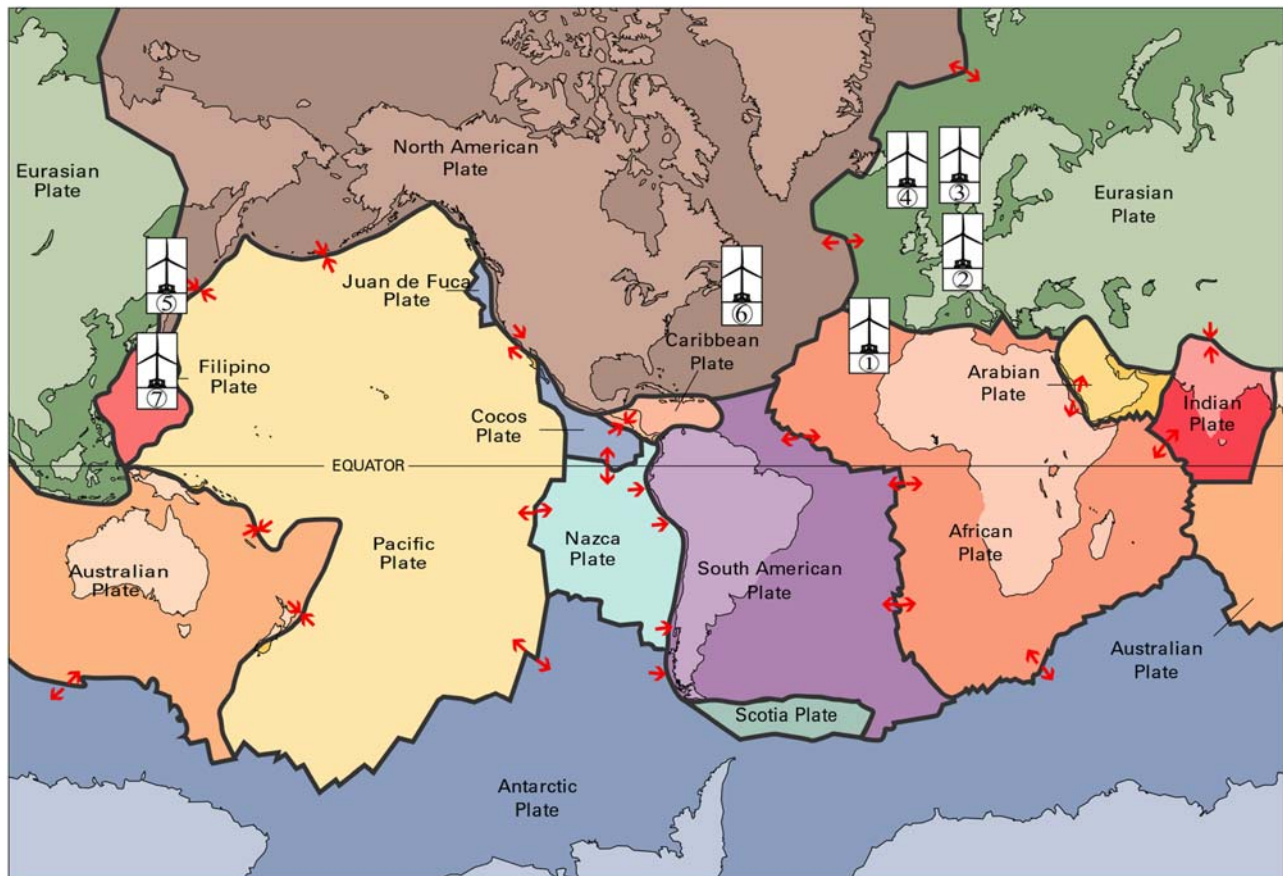 North American
Plate
Eurasian
Plate
Eurasian
Plate
④
③
②
⑤
⑥
①
⑦
Juan de Fuca
Plate
Caribbean
Plate
Filipino
Plate
Arabian
Plate
Cocos
Plate
Indian
Plate
EQUATOR
Australian
Plate
Pacific
Plate
Nazca
Plate
South American
Plate
African
Plate
Australian
Plate
Scotia Plate
Antarctic
Plate